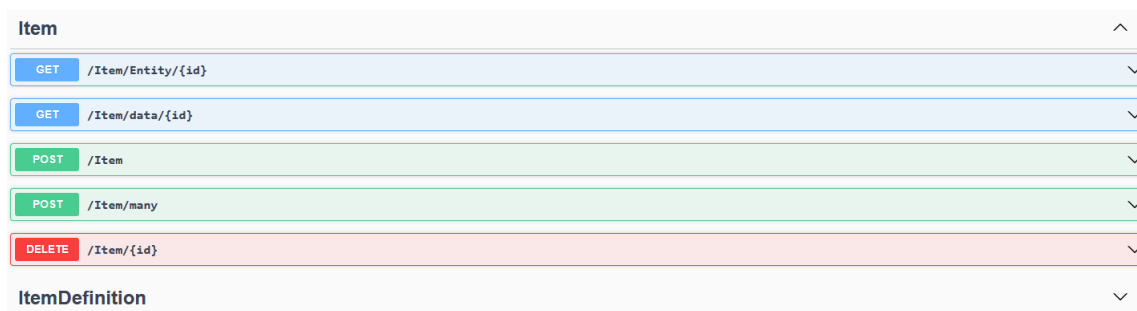 Item
GET /Item/Entity/{id}
GET /Item/data/{id}
POST /Item
POST /Item/many
DELETE /Item/{id}
ItemDefinition